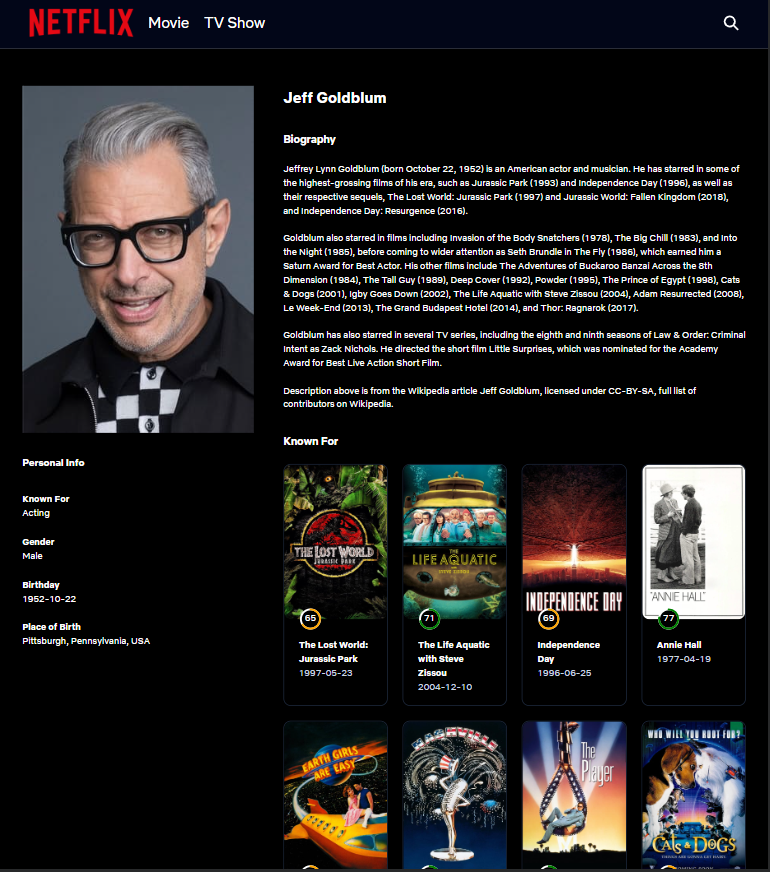 NETFLIX Movie TV Show
Jeff Goldblum
Biography
Jeffrey Lynn Goldblum (born October 22, 1952) is an American actor and musician. He has starred in some of
the highest-grossing films of his era, such as Jurassic Park (1993) and Independence Day (1996), as well as
their respective sequels, The Lost World: Jurassic Park (1997) and Jurassic World: Fallen Kingdom (2018),
and Independence Day: Resurgence (2016).
Goldblum also starred in films including Invasion of the Body Snatchers (1978), The Big Chill (1983), and Into
the Night (1985), before coming to wider attention as Seth Brundle in The Fly (1986), which earned him a
Saturn Award for Best Actor. His other films include The Adventures of Buckaroo Banzai Across the 8th
Dimension (1984), The Tall Guy (1989), Deep Cover (1992), Powder (1995), The Prince of Egypt (1998), Cats
& Dogs (2001), Igby Goes Down (2002), The Life Aquatic with Steve Zissou (2004), Adam Resurrected (2008),
Le Week-End (2013), The Grand Budapest Hotel (2014), and Thor: Ragnarok (2017).
Goldblum has also starred in several TV series, including the eighth and ninth seasons of Law & Order: Criminal
Intent as Zack Nichols. He directed the short film Little Surprises, which was nominated for the Academy
Award for Best Live Action Short Film.
Description above is from the Wikipedia article Jeff Goldblum, licensed under CC-BY-SA, full list of
contributors on Wikipedia.
Personal Info
Known For
Acting
Gender
Male
Birthday
1952-10-22
Place of Birth
Pittsburgh, Pennsylvania, USA
Known For
THE LOST WORLD
JURASSIC PARK
65
The Lost World:
Jurassic Park
1997-05-23
THE
LIFE AQUATIC
WITH STEVE ZISSOU
71
The Life Aquatic
with Steve
Zissou
2004-12-10
INDEPENDENCE DAY
69
Independence
Day
1996-06-25
"ANNIE HALL"
77
Annie Hall
1977-04-19
EARTH GIRLS
ARE EASY
NASHVILLE
The
Player
WHO WILL YOU ROOT FOR?
CATS & DOGS